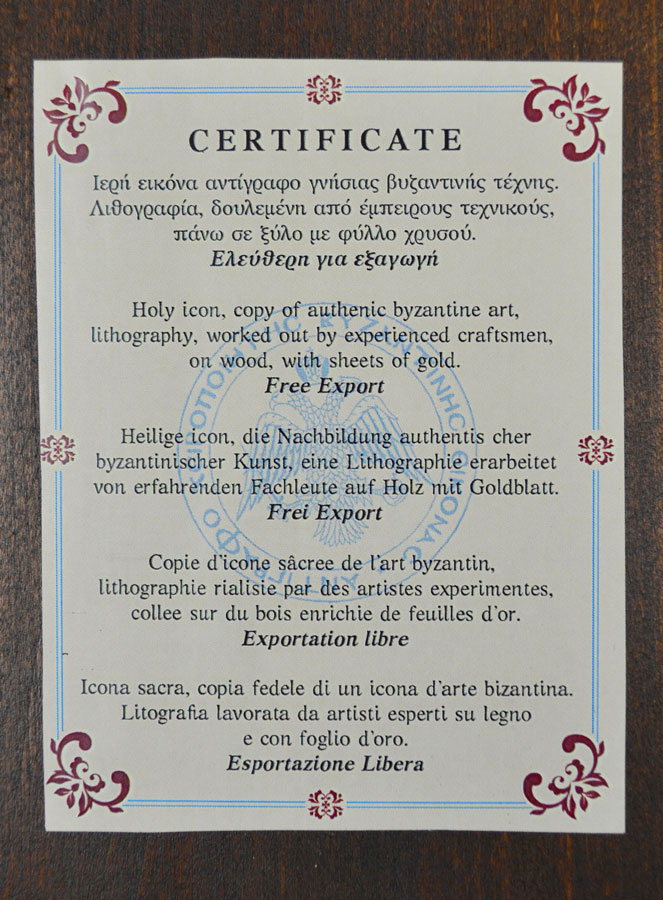 CERTIFICATE
Ιερή εικόνα αντίγραφο γνήσιας βυζαντινής τέχνης.
Λιθογραφία, δουλεμένη από έμπειρους τεχνικούς,
πάνω σε ξύλο με φύλλο χρυσού.
Ελεύθερη για εξαγωγή
Holy icon, copy of authenic byzantine art,
lithography, worked out by experienced craftsmen,
on wood, with sheets of gold.
Free Export
Heilige icon, die Nachbildung authentis cher
byzantinischer Kunst, eine Lithographie erarbeitet
von erfahrenden Fachleute auf Holz mit Goldblatt.
Frei Export
Copie d'icone sâcree de l'art byzantin,
lithographie rialisie par des artistes experimentes,
collee sur du bois enrichie de feuilles d'or.
Exportation libre
Icona sacra, copia fedele di un icona d'arte bizantina.
Litografia lavorata da artisti esperti su legno
e con foglio d'oro.
Esportazione Libera
ΑΝΤΙΓΡΑΦΟ ΒΥΖΑΝΤΙΝΗC ΕΙΚΟΝΑC